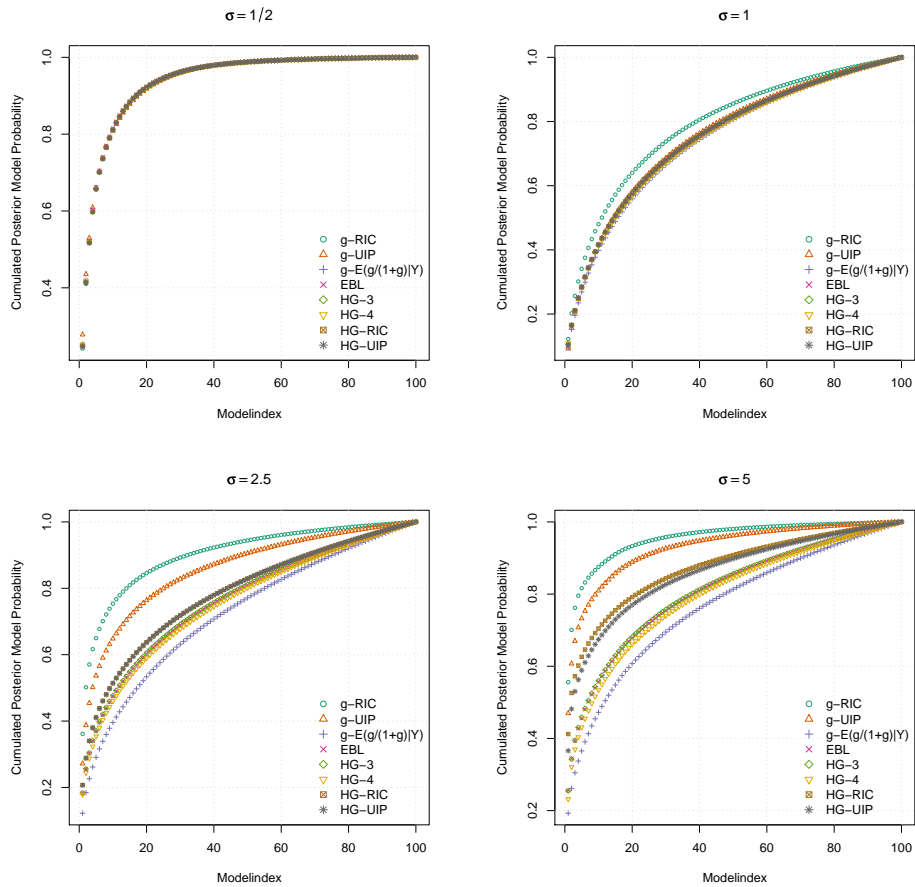 σ = 1/2
Cumulated Posterior Model Probability
1.0
0.8
0.6
0.4
g−RIC
g−UIP
g−E(g/(1+g)|Y)
EBL
HG−3
HG−4
HG−RIC
HG−UIP
0 20 40 60 80 100
Modelindex
σ = 1
Cumulated Posterior Model Probability
1.0
0.8
0.6
0.4
0.2
g−RIC
g−UIP
g−E(g/(1+g)|Y)
EBL
HG−3
HG−4
HG−RIC
HG−UIP
0 20 40 60 80 100
Modelindex
σ = 2.5
Cumulated Posterior Model Probability
1.0
0.8
0.6
0.4
0.2
g−RIC
g−UIP
g−E(g/(1+g)|Y)
EBL
HG−3
HG−4
HG−RIC
HG−UIP
0 20 40 60 80 100
Modelindex
σ = 5
Cumulated Posterior Model Probability
1.0
0.8
0.6
0.4
0.2
g−RIC
g−UIP
g−E(g/(1+g)|Y)
EBL
HG−3
HG−4
HG−RIC
HG−UIP
0 20 40 60 80 100
Modelindex